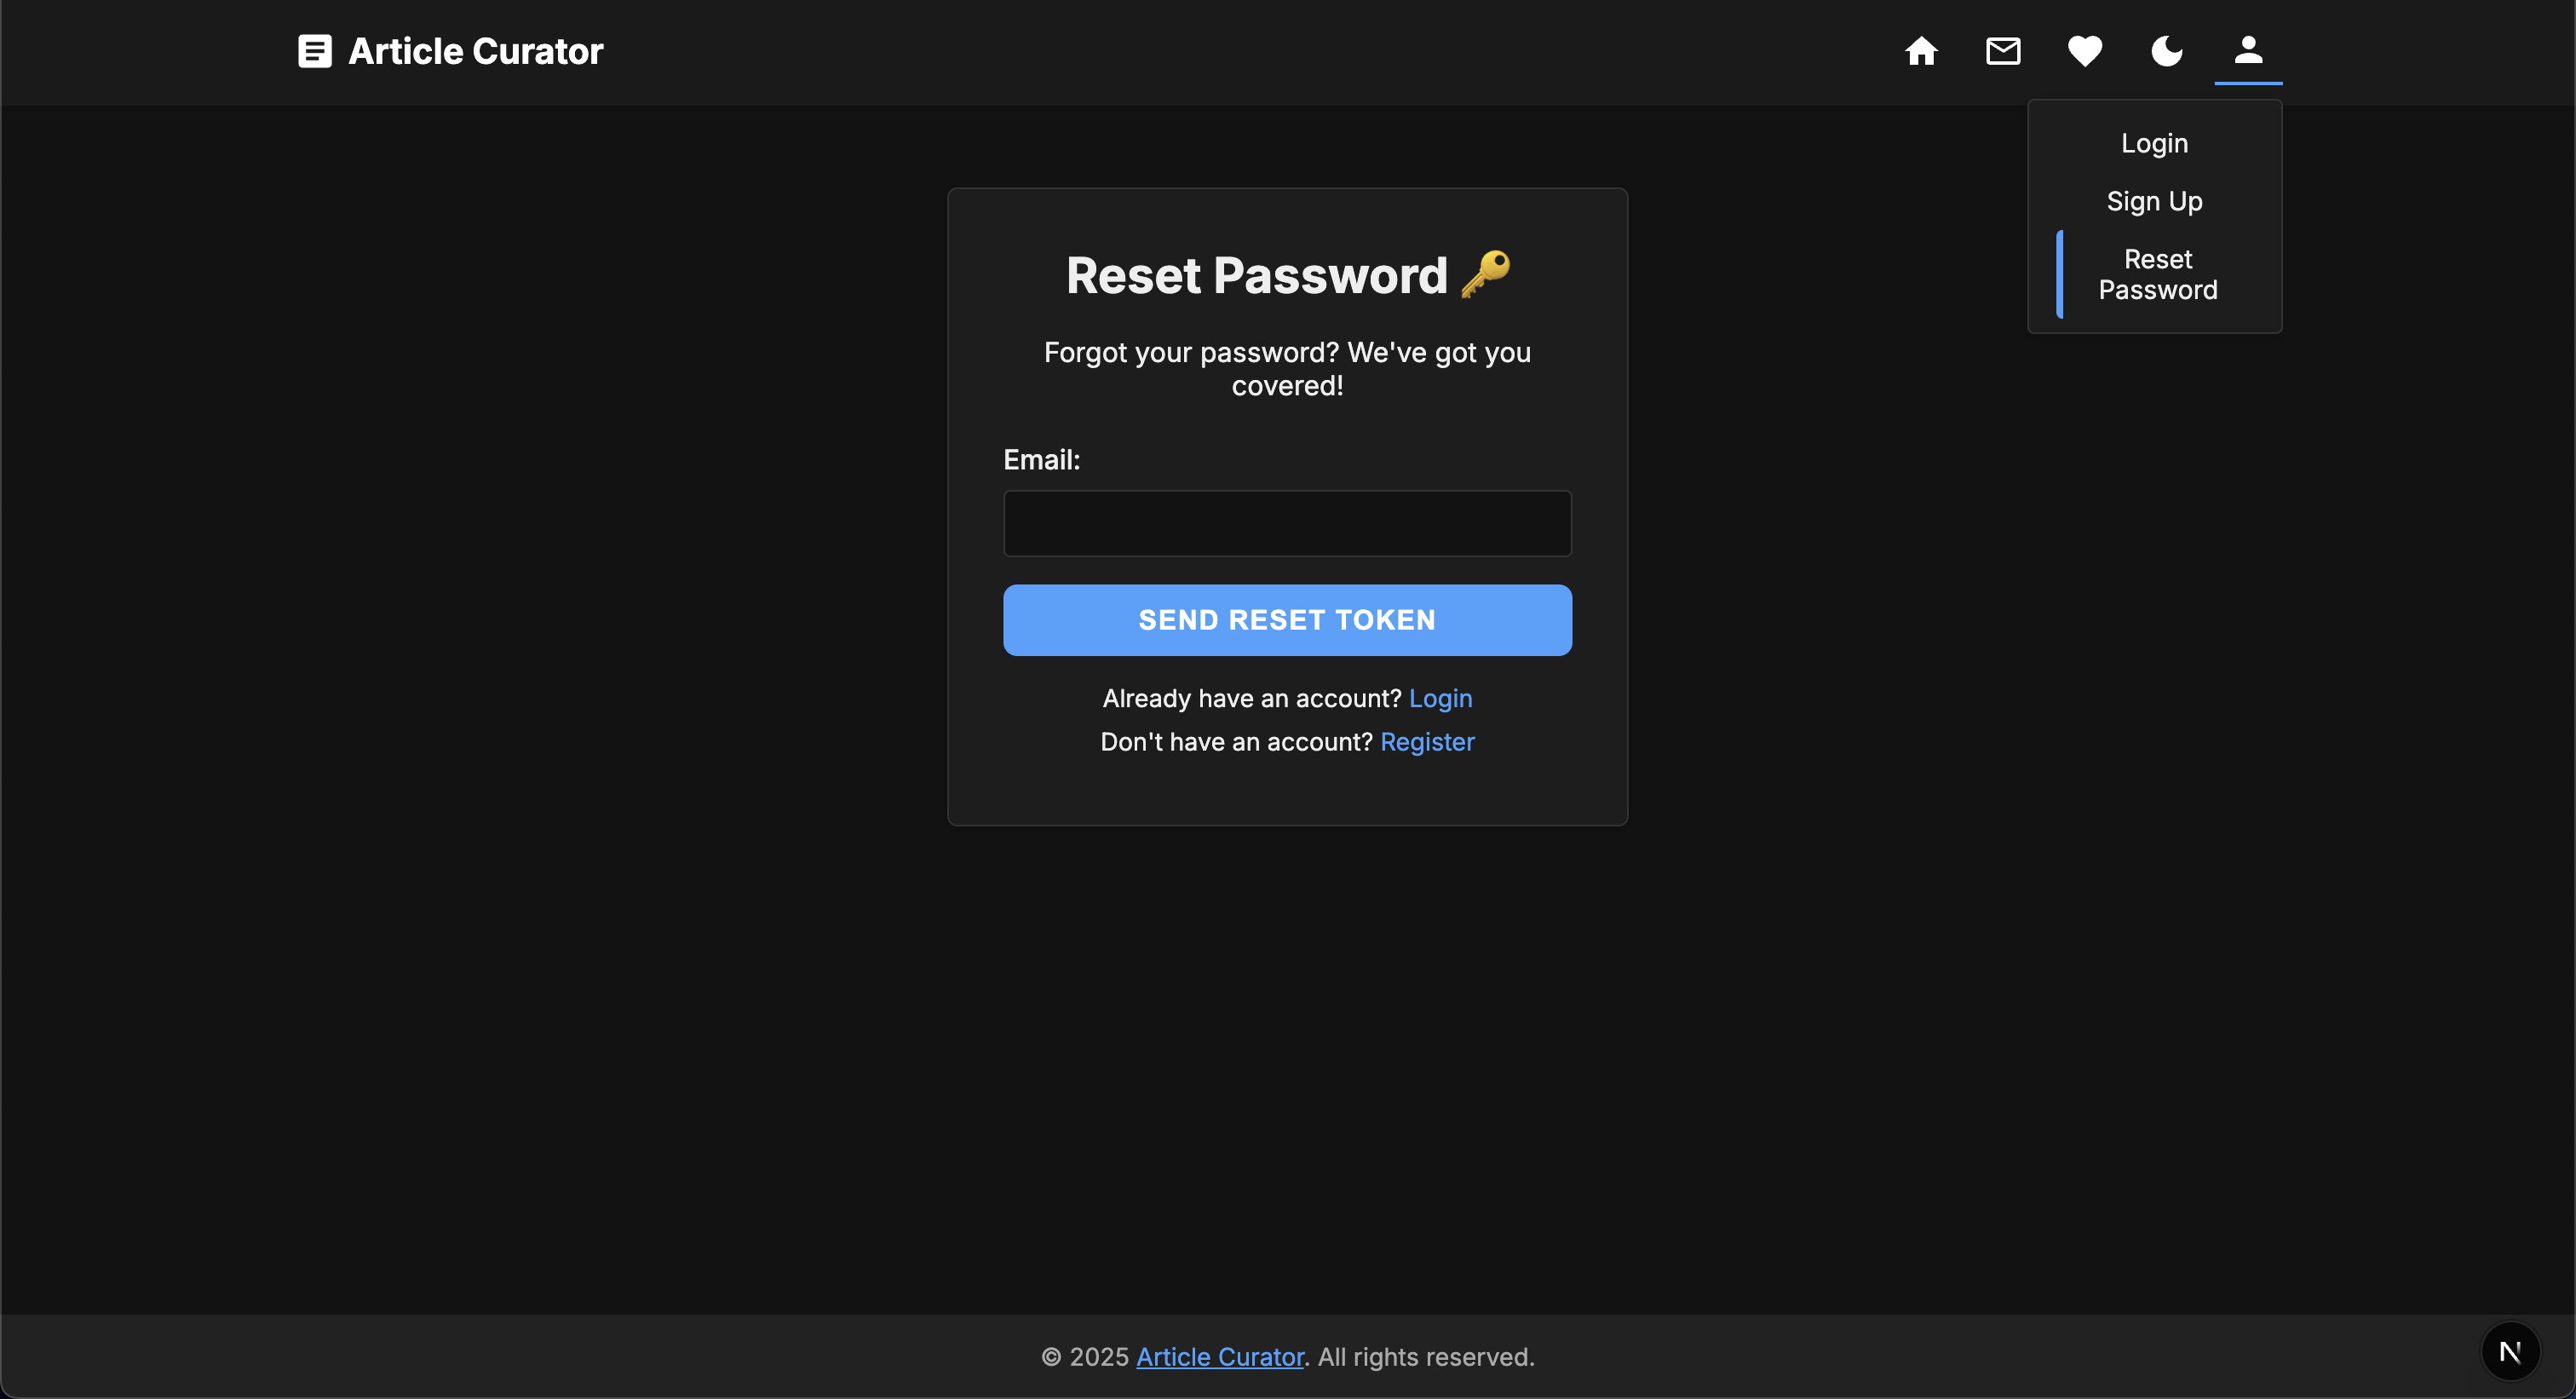 Article Curator
Login
Sign Up
Reset
Password
Reset Password 🔑
Forgot your password? We've got you
covered!
Email:
SEND RESET TOKEN
Already have an account? Login
Don't have an account? Register
© 2025 Article Curator. All rights reserved.
N